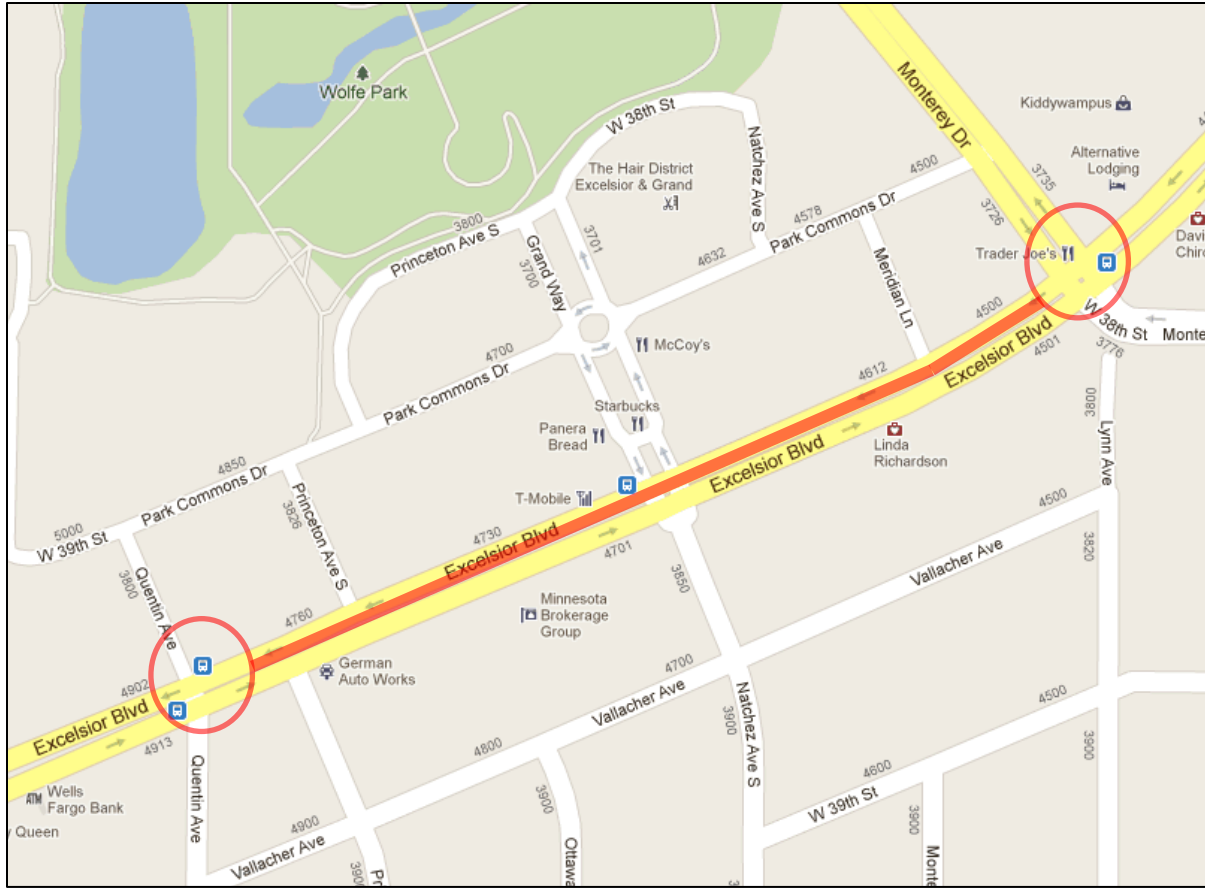 Wolfe Park
W 38th St
Natchez Ave S
The Hair District
Excelsior & Grand
Monterey Dr
Kiddywampus
Alternative
Lodging
3735
3726
Trader Joe's
Davi
Chiro
4500
4578
Park Commons Dr
4632
3800
Princeton Ave S
Grand Way
3700
3701
Meridian Ln
4500
Excelsior Blvd
4501
W 38th St
3776
Monte
McCoy's
4700
Park Commons Dr
4612
3800
Starbucks
Panera
Bread
Linda
Richardson
Excelsior Blvd
Lynn Ave
4850
Park Commons Dr
T-Mobile
5000
W 39th St
3826
Princeton Ave S
4730
Excelsior Blvd
4701
4500
Vallacher Ave
3820
3800
Quentin Ave
3850
4760
Minnesota
Brokerage
Group
German
Auto Works
4700
Vallacher Ave
4902
Excelsior Blvd
4913
Natchez Ave S
3900
4500
3900
Quentin Ave
4800
4600
W 39th St
Wells
Fargo Bank
ATM
y Queen
4900
Vallacher Ave
3900
Ottawa
3900
Pr
3900
Monte